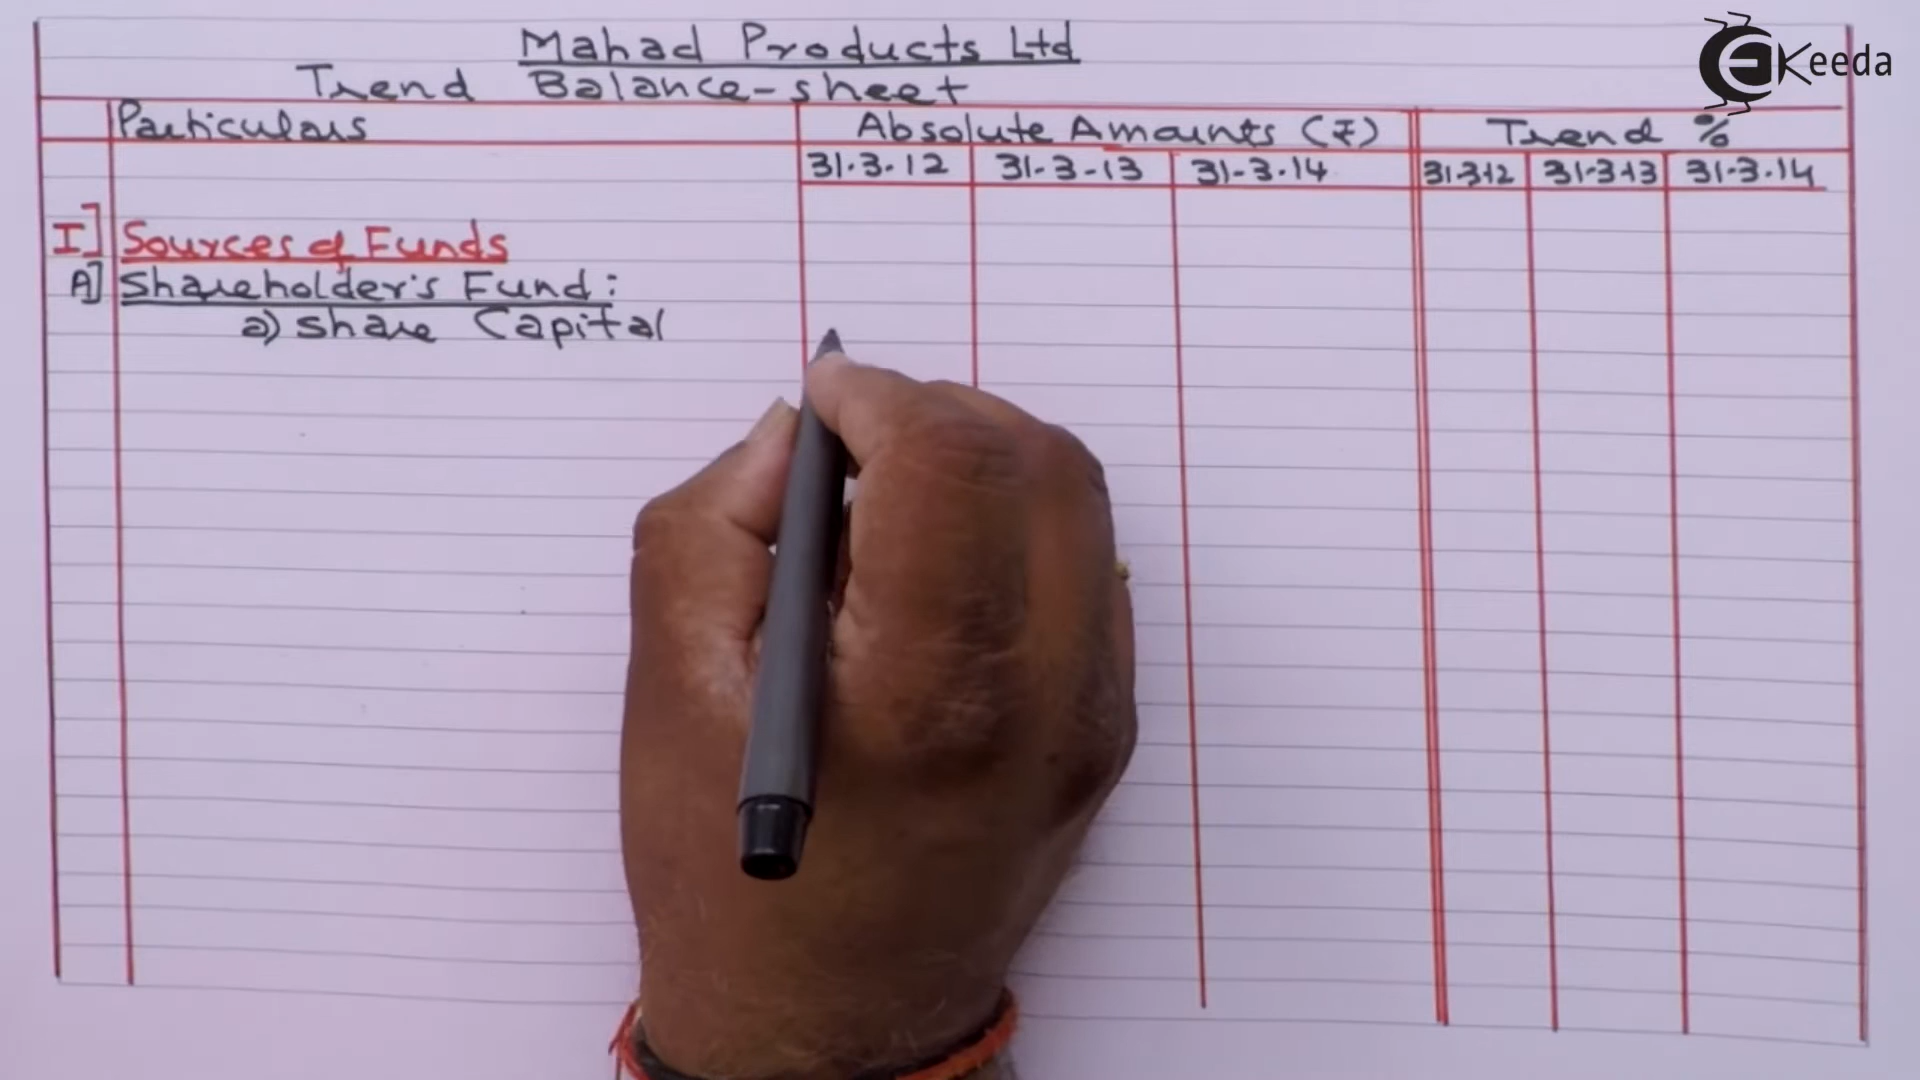 Mahad Products Ltd
Trend Balance-sheet
Keeda
Particulars Absolute Amounts (₹) Trend %
31.3.12 31-3-13 31-3.14 31-3-12 31-3-13 31-3.14
I] Sources of Funds
A] Shareholder's Fund:
a) Share Capital